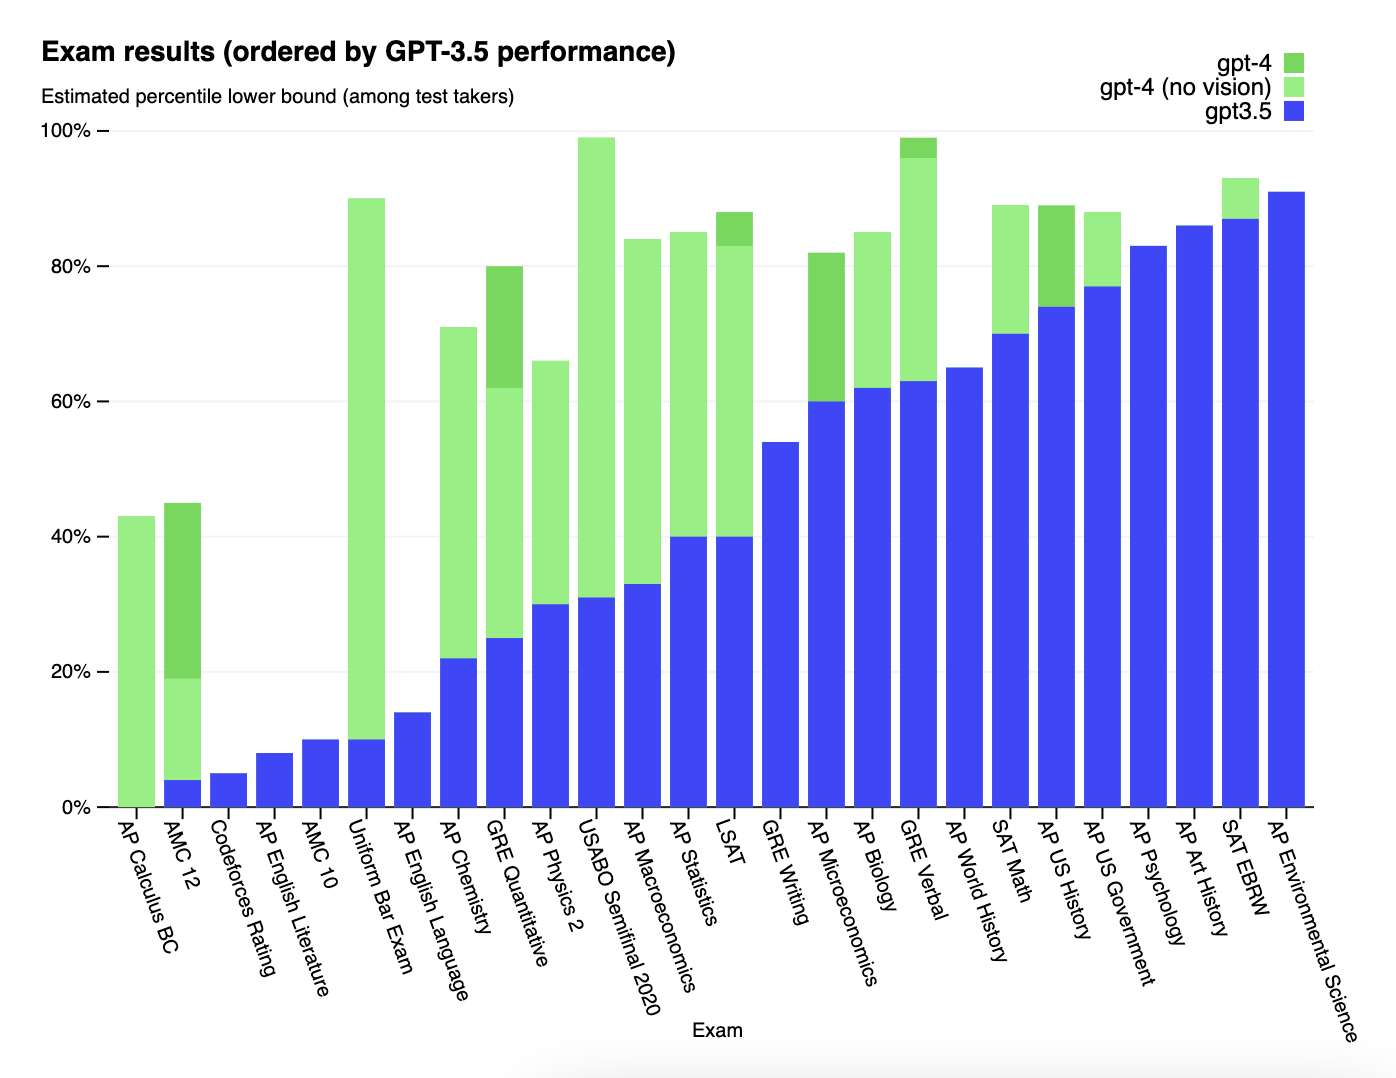 Exam results (ordered by GPT-3.5 performance)
Estimated percentile lower bound (among test takers)
gpt-4
gpt-4 (no vision)
gpt3.5
100%
80%
60%
40%
20%
0%
AP Calculus BC
AMC 12
Codeforces Rating
AP English Literature
AMC 10
Uniform Bar Exam
AP English Language
AP Chemistry
GRE Quantitative
AP Physics 2
USABO Semifinal 2020
AP Macroeconomics
AP Statistics
LSAT
GRE Writing
AP Microeconomics
AP Biology
GRE Verbal
AP World History
SAT Math
AP US History
AP US Government
AP Psychology
AP Art History
SAT EBRW
AP Environmental Science
Exam